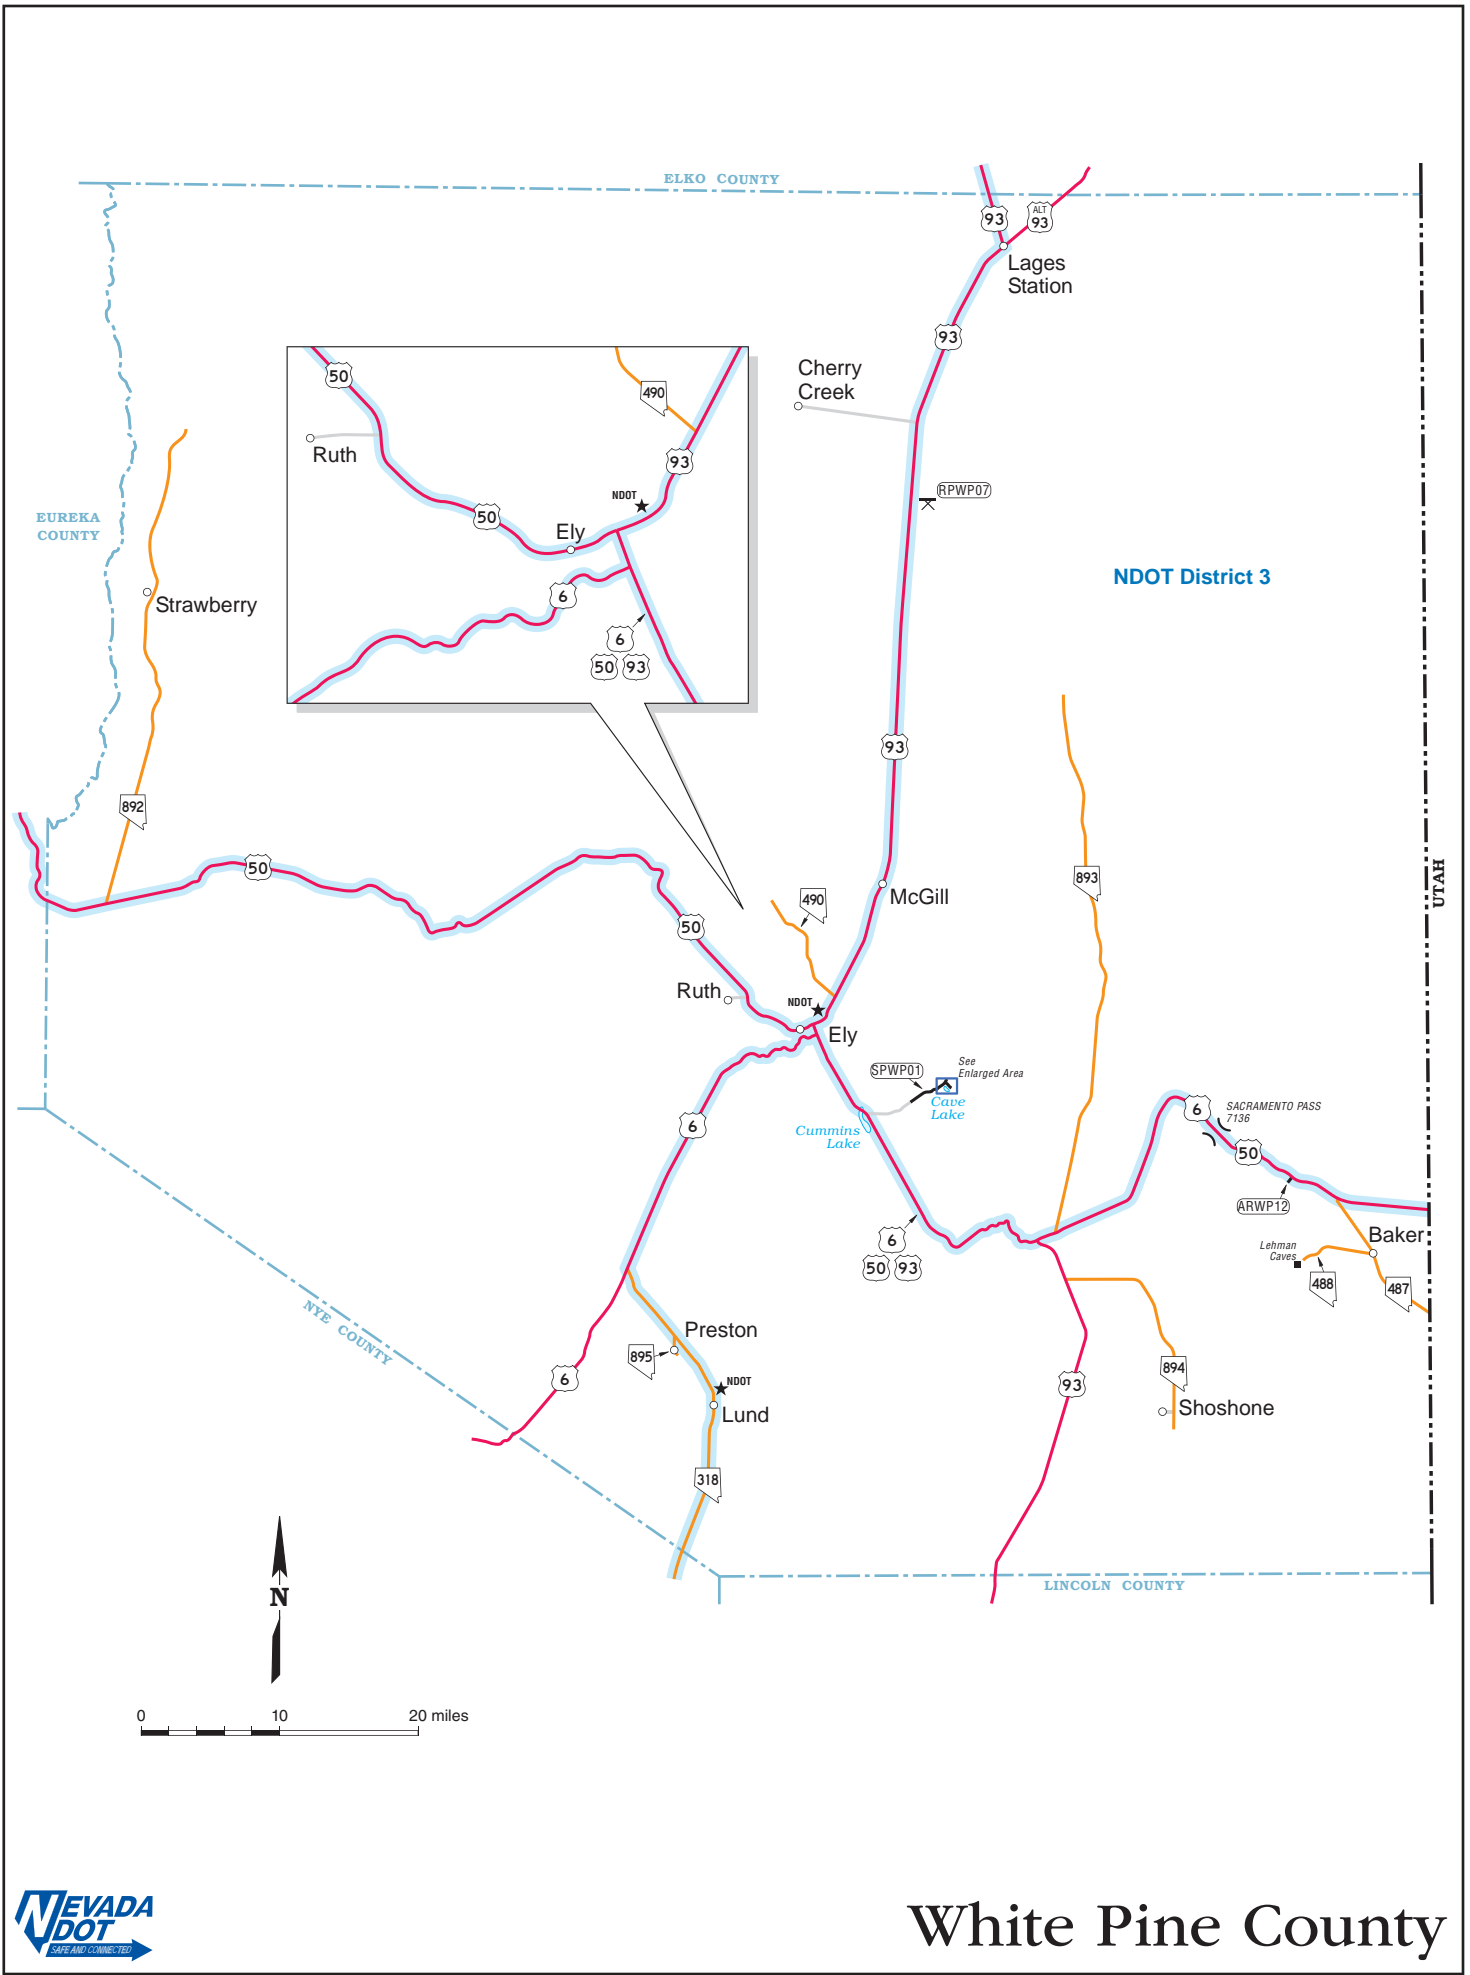 ELKO COUNTY
93
ALT
93
Lages
Station
93
50
490
Cherry
Creek
Ruth
93
RPWP07
NDOT
50
EUREKA
COUNTY
Ely
NDOT District 3
6
Strawberry
6
50 93
93
892
50
893
UTAH
McGill
490
50
Ruth
NDOT
Ely
SPWP01
See
Enlarged Area
Cave
Lake
Cummins
Lake
6
6
SACRAMENTO PASS
7136
50
ARWP12
6
50 93
Baker
Lehman
Caves
488
487
NYE COUNTY
Preston
895
6
NDOT
Lund
93
894
Shoshone
318
LINCOLN COUNTY
N
0 10 20 miles
NEVADA
DOT
SAFE AND CONNECTED
White Pine County